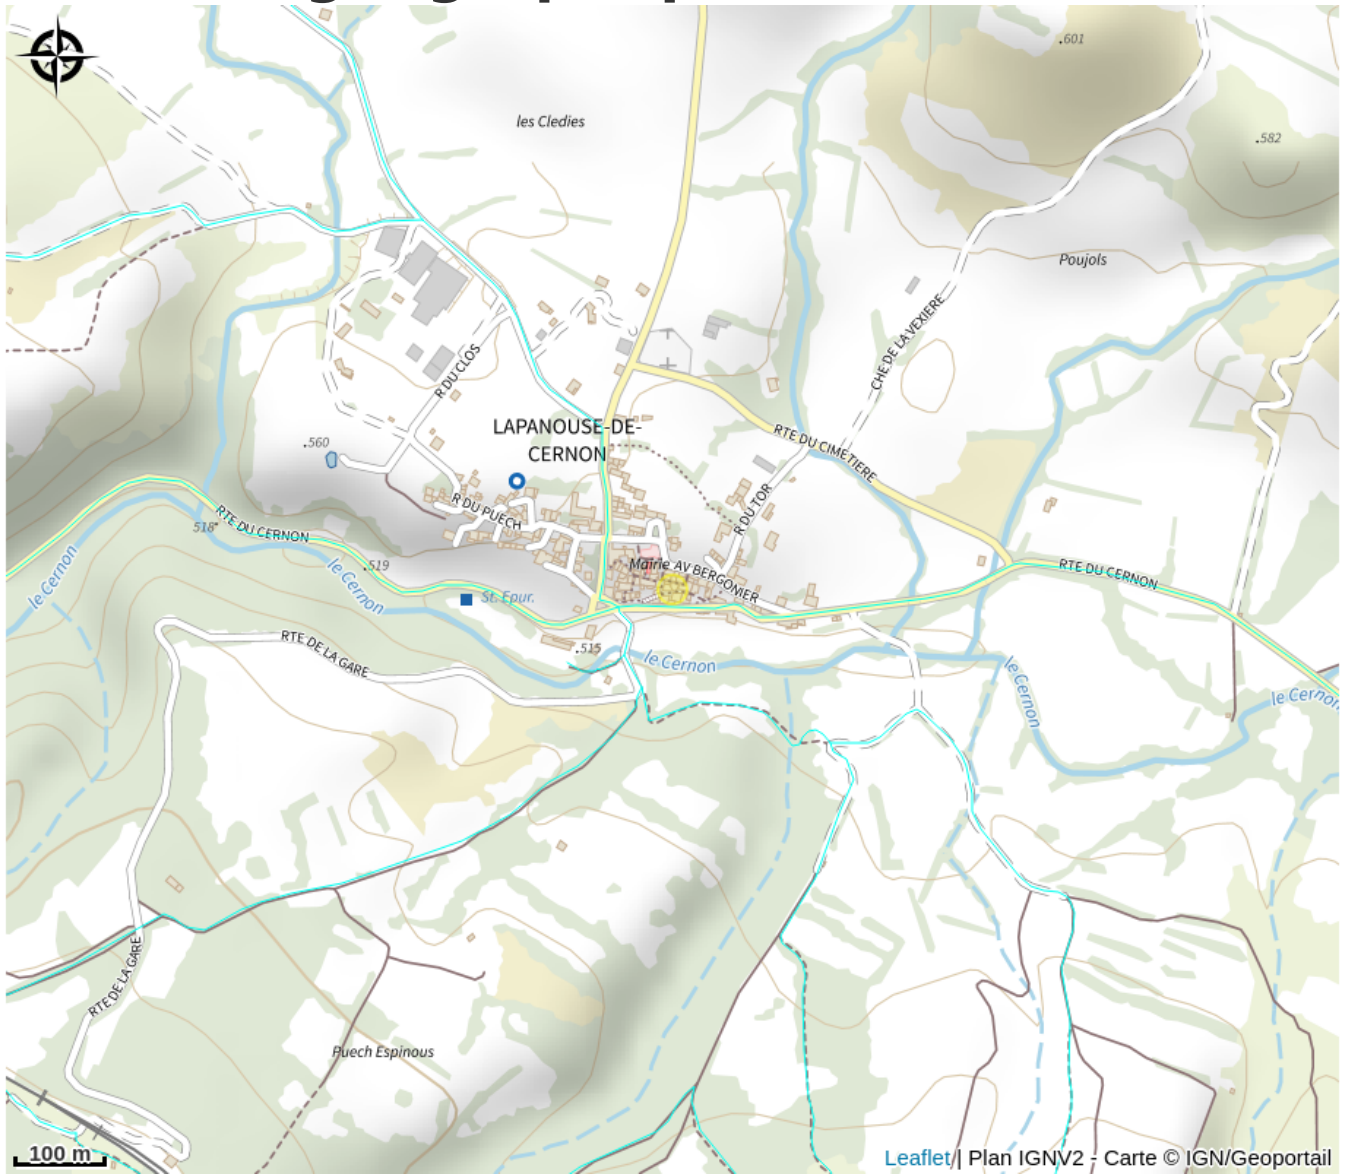 .601
les Cledies
.582
Poujols
CHE DE LA VEXIERE
R DU CLOS
LAPANOUSE-DE-
CERNON
RTE DU CIMETIERE
.560
R DU PUECH
R DU TOR
518
RTE DU CERNON
.519
le Cernon
le Cernon
Mairie
AV BERGONIER
RTE DU CERNON
St. Epur.
.515
RTE DE LA GARE
le Cernon
le Cernon
le Cernon
RTE DE LA GARE
Puech Espinous
100 m
Leaflet | Plan IGNV2 - Carte © IGN/Geoportail